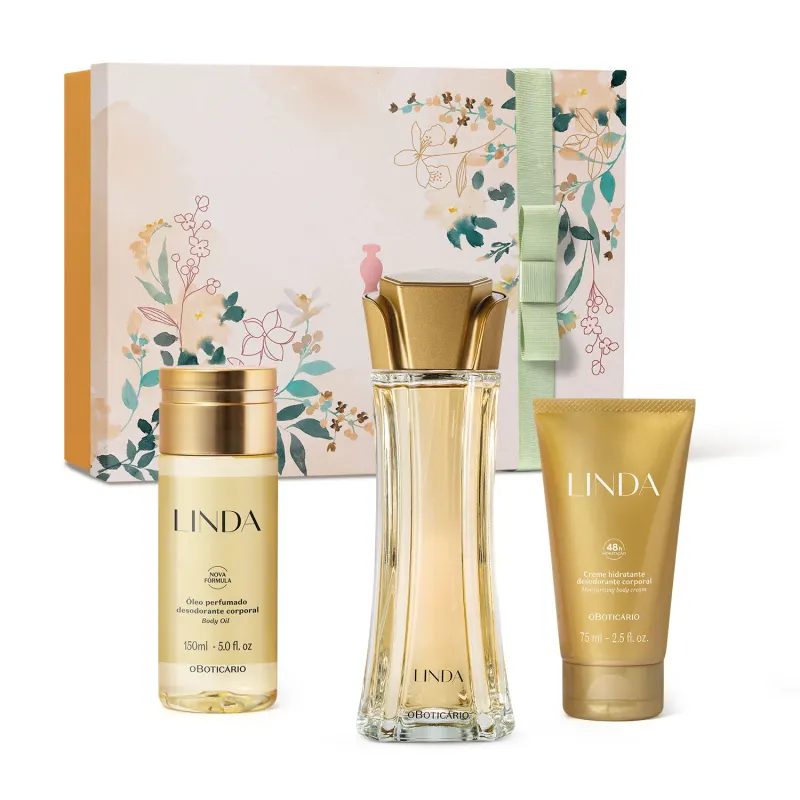 LINDA
NOVA
FÓRMULA
Óleo perfumado
desodorante corporal
Body Oil
150ml - 5.0 fl. oz
oBOTICÁRIO
LINDA
oBOTICÁRIO
LINDA
48h
HIDRATAÇÃO
Creme hidratante
desodorante corporal
Moisturizing body cream
oBOTICÁRIO
75 ml - 2.5 fl. oz.